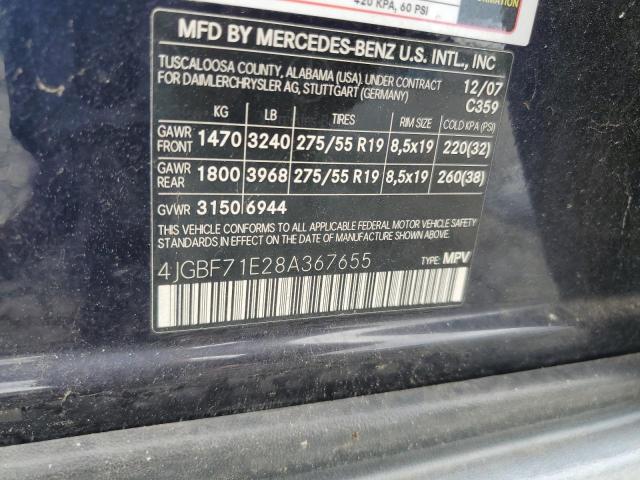 420 KPA, 60 PSI
MFD BY MERCEDES-BENZ U.S. INTL., INC
TUSCALOOSA COUNTY, ALABAMA (USA). UNDER CONTRACT 12/07
FOR DAIMLERCHRYSLER AG, STUTTGART (GERMANY) C359
KG LB TIRES RIM SIZE COLD KPA (PSI)
GAWR FRONT 1470 3240 275/55 R19 8,5x19 220(32)
GAWR REAR 1800 3968 275/55 R19 8,5x19 260(38)
GVWR 3150 6944
THIS VEHICLE CONFORMS TO ALL APPLICABLE FEDERAL MOTOR VEHICLE SAFETY
STANDARDS IN EFFECT ON THE DATE OF MANUFACTURE SHOWN ABOVE.
4JGBF71E28A367655 TYPE: MPV